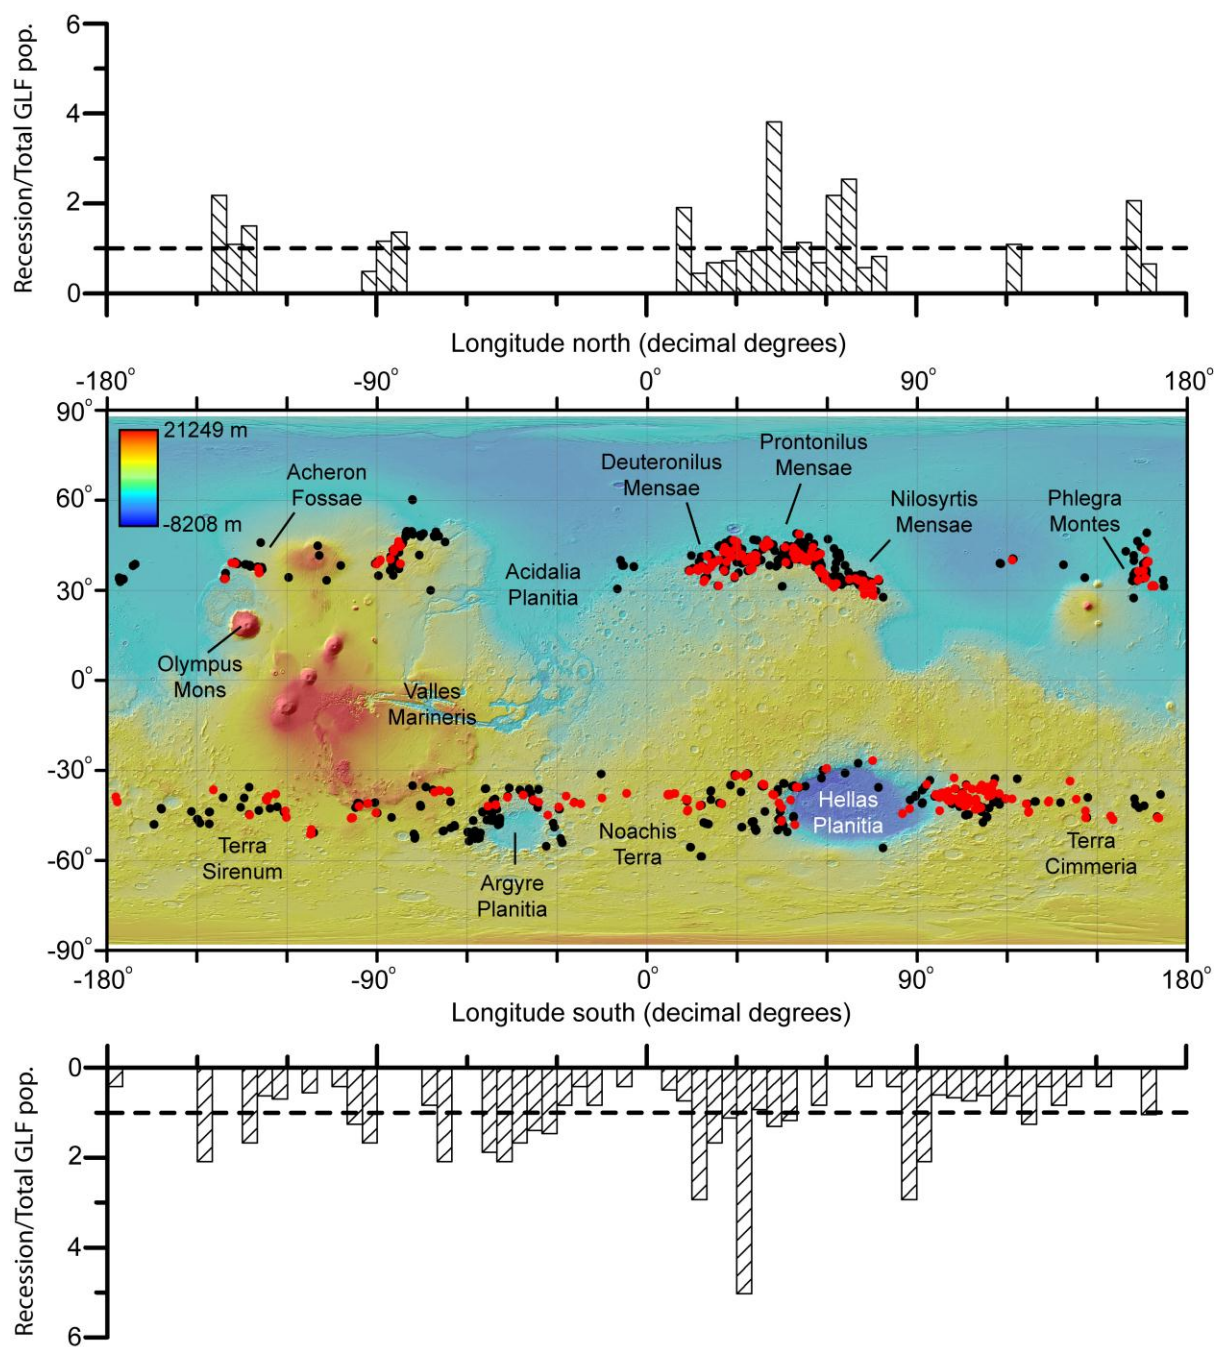 Recession/Total GLF pop.
6
4
2
0
Longitude north (decimal degrees)
-180° -90° 0° 90° 180°
90°
60°
30°
0°
-30°
-60°
-90°
21249 m
-8208 m
Acheron
Fossae
Deuteronilus
Mensae
Prontonilus
Mensae
Nilosyrtis
Mensae
Phlegra
Montes
Acidalia
Planitia
Olympus
Mons
Valles
Marineris
Terra
Sirenum
Argyre
Planitia
Noachis
Terra
Hellas
Planitia
Terra
Cimmeria
-180° -90° 0° 90° 180°
Longitude south (decimal degrees)
Recession/Total GLF pop.
0
2
4
6